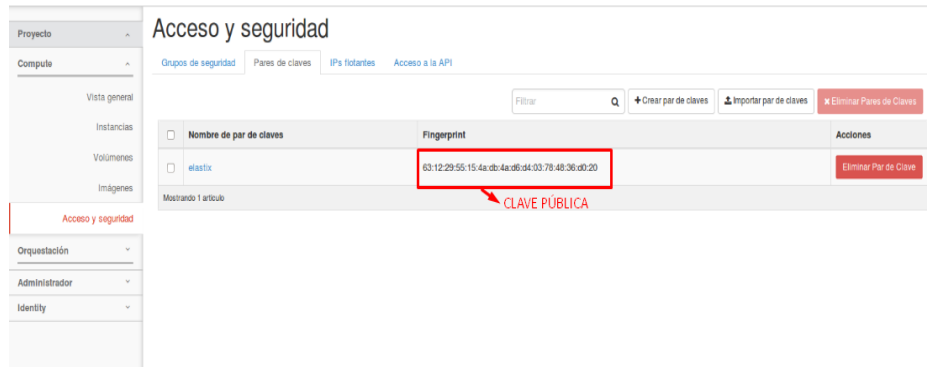 Acceso y seguridad
Proyecto
Compute
Vista general
Instancias
Volúmenes
Imágenes
Acceso y seguridad
Orquestación
Administrador
Identity
Grupos de seguridad Pares de claves IPs flotantes Acceso a la API
Filtrar +Crear par de claves Importar par de claves ✖ Eliminar Pares de Claves
Nombre de par de claves Fingerprint Acciones
elastix 63:12:29:55:15:4a:db:4a:d6:d4:03:78:48:36:d0:20 Eliminar Par de Clave
Mostrando 1 artículo
CLAVE PÚBLICA